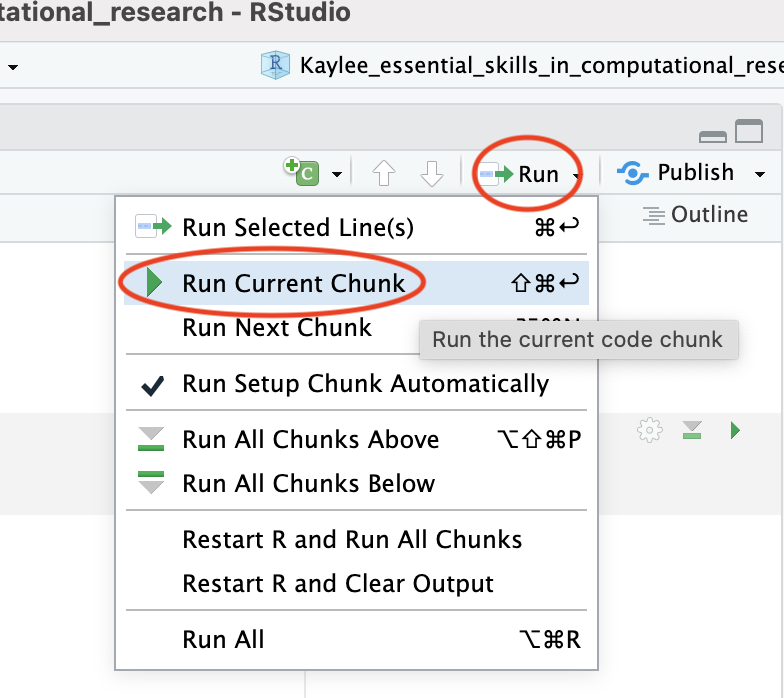 tational_research - RStudio
R Kaylee_essential_skills_in_computational_rese
C Run Publish
Outline
Run Selected Line(s) ⌘↩
Run Current Chunk ⇧⌘↩
Run Next Chunk
Run the current code chunk
Run Setup Chunk Automatically
Run All Chunks Above ⌥⇧⌘P
Run All Chunks Below
Restart R and Run All Chunks
Restart R and Clear Output
Run All ⌥⌘R